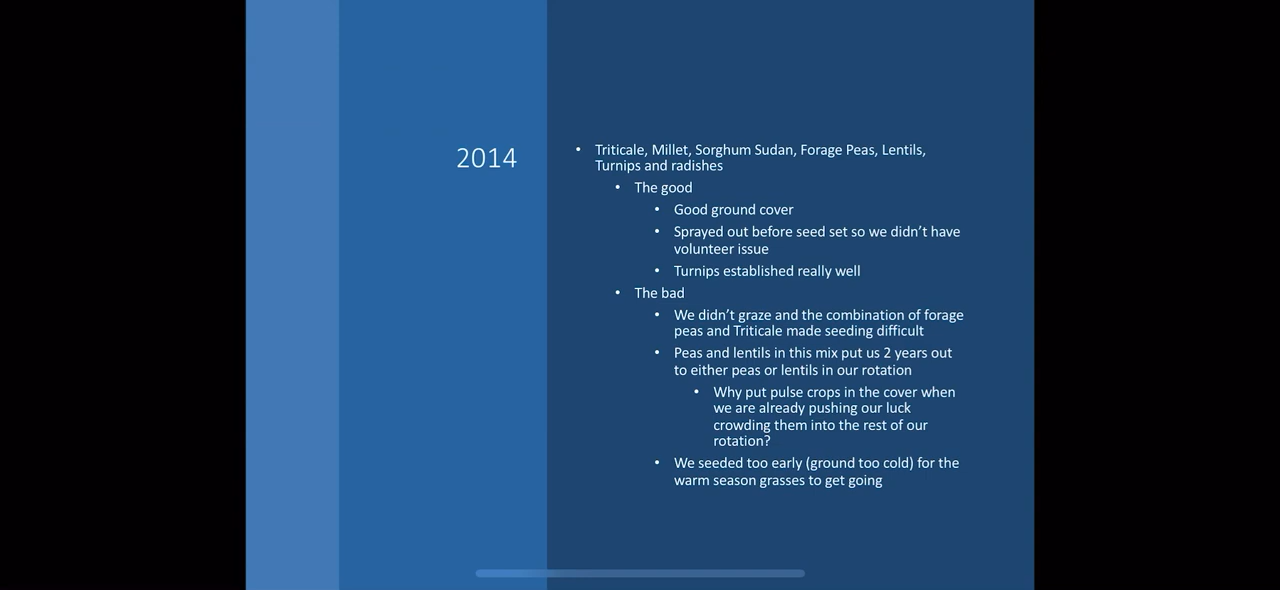 2014
• Triticale, Millet, Sorghum Sudan, Forage Peas, Lentils,
Turnips and radishes
• The good
• Good ground cover
• Sprayed out before seed set so we didn’t have
volunteer issue
• Turnips established really well
• The bad
• We didn’t graze and the combination of forage
peas and Triticale made seeding difficult
• Peas and lentils in this mix put us 2 years out
to either peas or lentils in our rotation
• Why put pulse crops in the cover when
we are already pushing our luck
crowding them into the rest of our
rotation?
• We seeded too early (ground too cold) for the
warm season grasses to get going